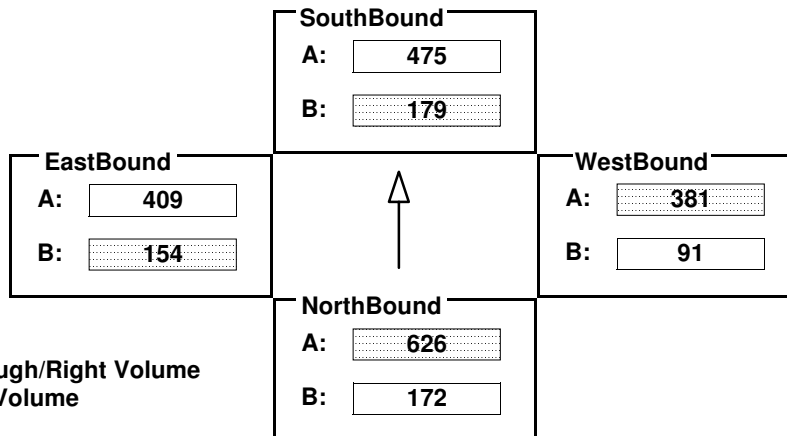 SouthBound
A: 475
B: 179
EastBound
A: 409
B: 154
WestBound
A: 381
B: 91
NorthBound
A: 626
B: 172
ugh/Right Volume
Volume